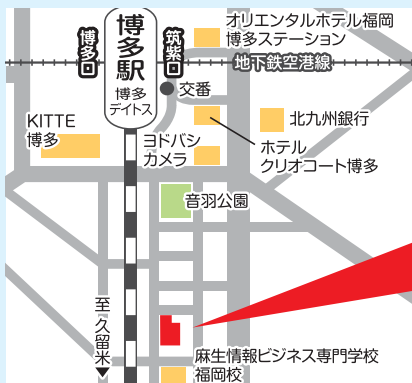 博多口
博多駅
博多
デイトス
筑紫口
オリエンタルホテル福岡
博多ステーション
地下鉄空港線
交番
KITTE
博多
ヨドバシ
カメラ
北九州銀行
ホテル
クリオコート博多
音羽公園
至久留米
麻生情報ビジネス専門学校
福岡校